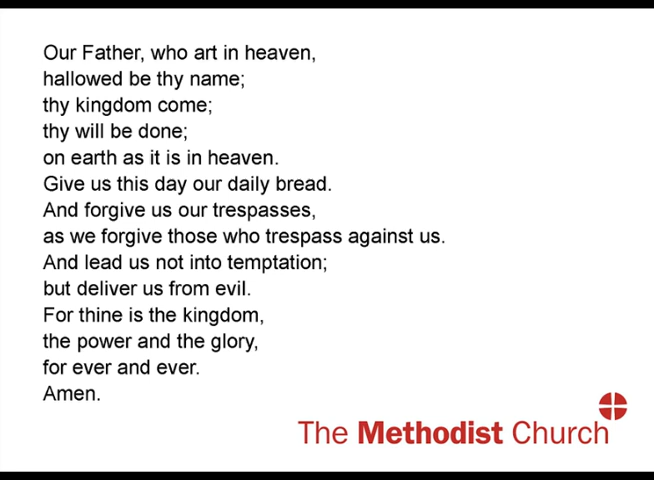 Our Father, who art in heaven,
hallowed be thy name;
thy kingdom come;
thy will be done;
on earth as it is in heaven.
Give us this day our daily bread.
And forgive us our trespasses,
as we forgive those who trespass against us.
And lead us not into temptation;
but deliver us from evil.
For thine is the kingdom,
the power and the glory,
for ever and ever.
Amen.
The Methodist Church